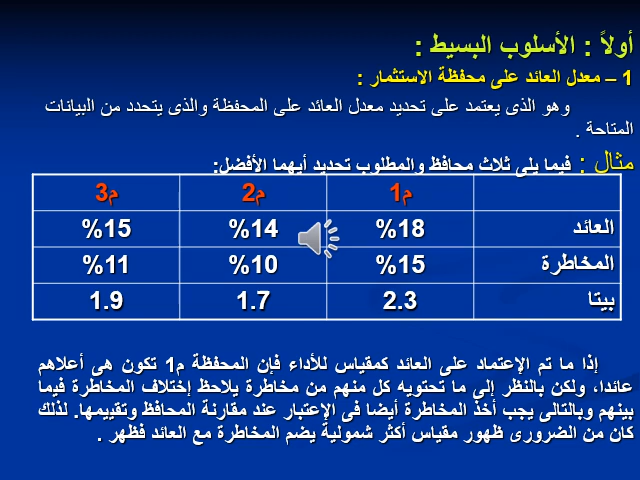 أولاً : الأسلوب البسيط :
1 – معدل العائد على محفظة الاستثمار :
وهو الذى يعتمد على تحديد معدل العائد على المحفظة والذى يتحدد من البيانات
المتاحة .
مثال : فيما يلى ثلاث محافظ والمطلوب تحديد أيهما الأفضل:
م1 م2 م3
العائد 18% 14% 15%
المخاطرة 15% 10% 11%
بيتا 2.3 1.7 1.9
إذا ما تم الإعتماد على العائد كمقياس للأداء فإن المحفظة م1 تكون هى أعلاهم
عائدا، ولكن بالنظر إلى ما تحتويه كل منهم من مخاطرة يلاحظ إختلاف المخاطرة فيما
بينهم وبالتالى يجب أخذ المخاطرة أيضا فى الإعتبار عند مقارنة المحافظ وتقييمها. لذلك
كان من الضرورى ظهور مقياس أكثر شمولية يضم المخاطرة مع العائد فظهر .